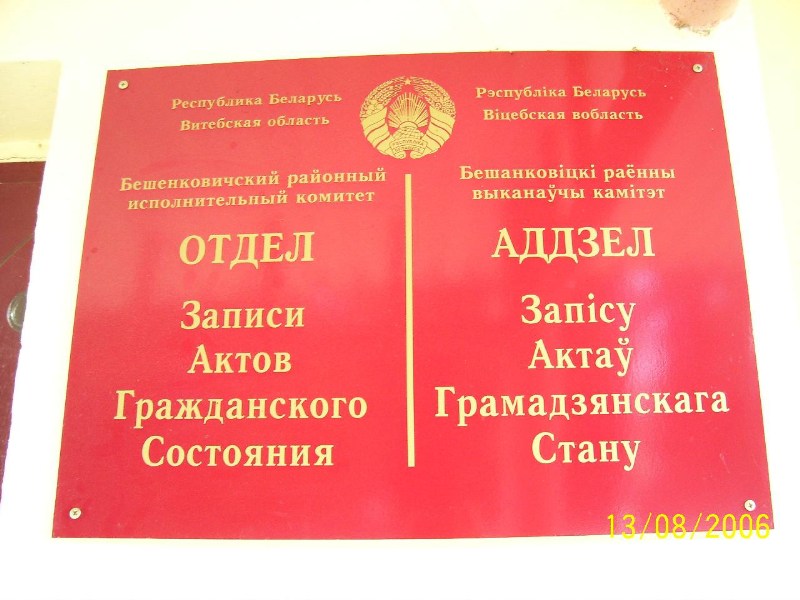 Республика Беларусь
Витебская область
Бешенковичский районный
исполнительный комитет
ОТДЕЛ
Записи
Актов
Гражданского
Состояния
Рэспубліка Беларусь
Віцебская вобласть
Бешанковіцкі раённы
выканаўчы камітэт
АДДЗЕЛ
Запісу
Актаў
Грамадзянскага
Стану
13/08/2006